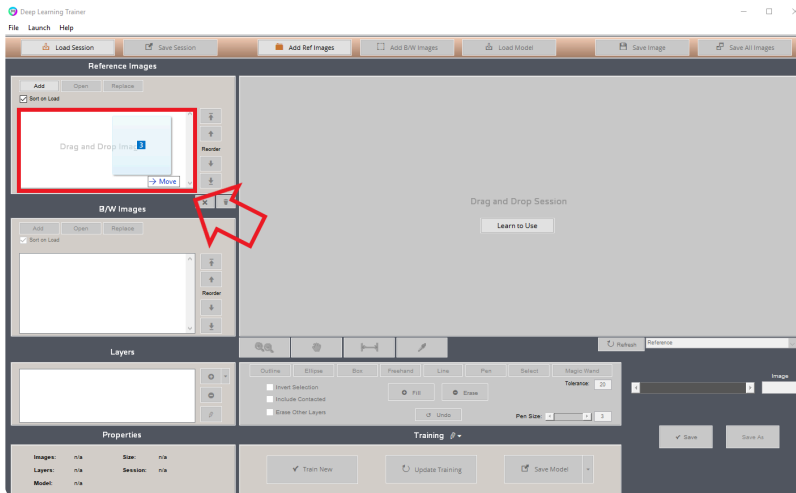 Deep Learning Trainer
File Launch Help
Load Session Save Session Add Ref Images Add B/W Images Load Model Save Image Save All Images
Reference Images
Add Open Replace
Sort on Load
Drag and Drop Imag 3
Reorder
→ Move
B/W Images
Add Open Replace
Sort on Load
Reorder
Drag and Drop Session
Learn to Use
Refresh Reference
Layers
Outline Ellipse Box Freehand Line Pen Select Magic Wand
Invert Selection
Include Contacted
Erase Other Layers
Fill Erase
Undo
Tolerance: 20
Pen Size: 3
Image
Save Save As
Properties
Images: n/a Size: n/a
Layers: n/a Session: n/a
Model: n/a
Training
Train New Update Training Save Model